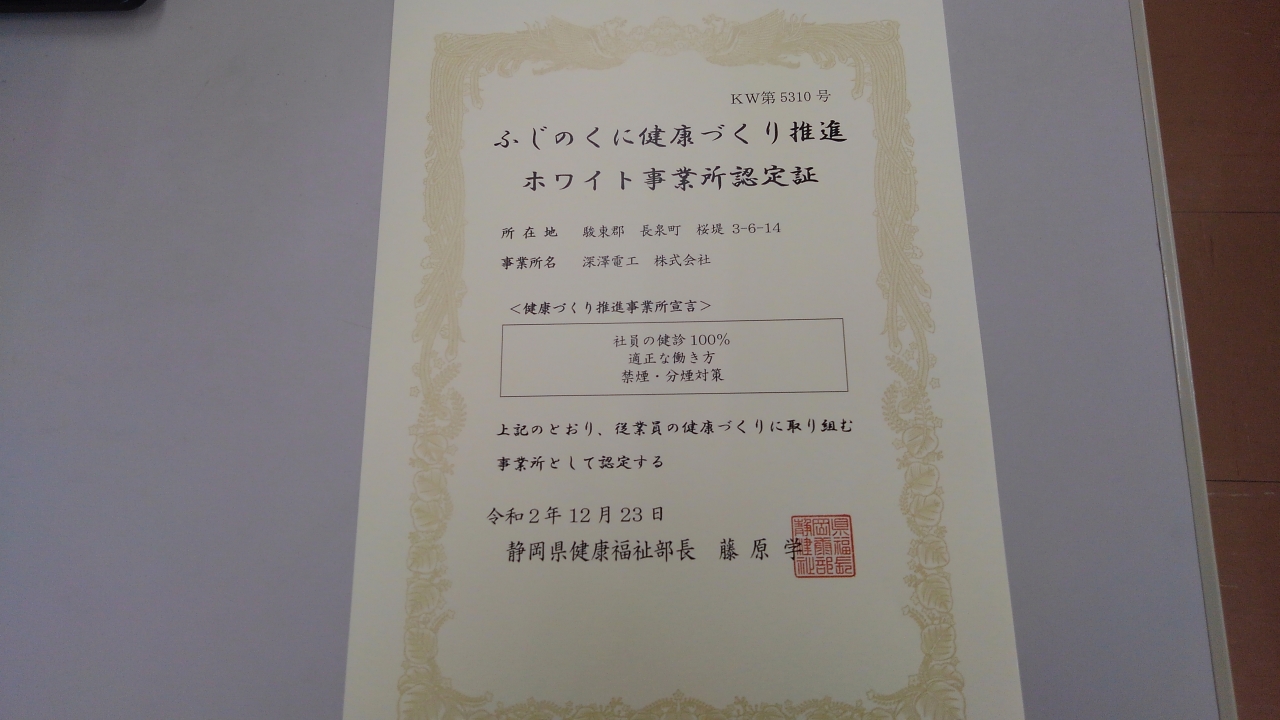 KW第5310号
ふじのくに健康づくり推進
ホワイト事業所認定証
所在地 駿東郡 長泉町 桜堤 3-6-14
事業所名 深澤電工 株式会社
＜健康づくり推進事業所宣言＞
社員の健診100%
適正な働き方
禁煙・分煙対策
上記のとおり、従業員の健康づくりに取り組む
事業所として認定する
令和2年12月23日
静岡県健康福祉部長 藤原学